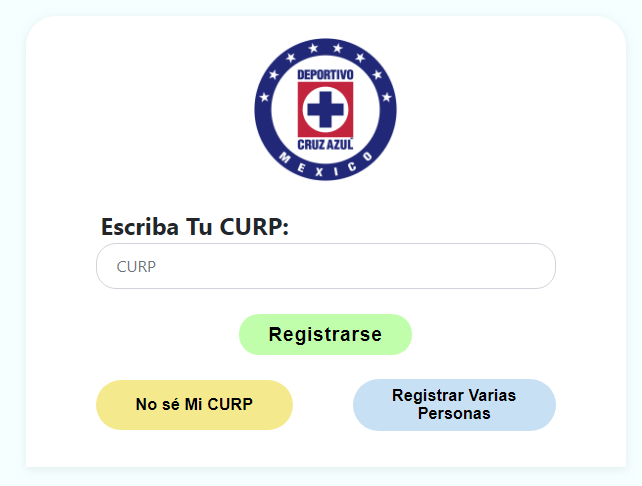 DEPORTIVO
CRUZ AZUL
MEXICO
Escriba Tu CURP:
CURP
Registrarse
No sé Mi CURP
Registrar Varias
Personas